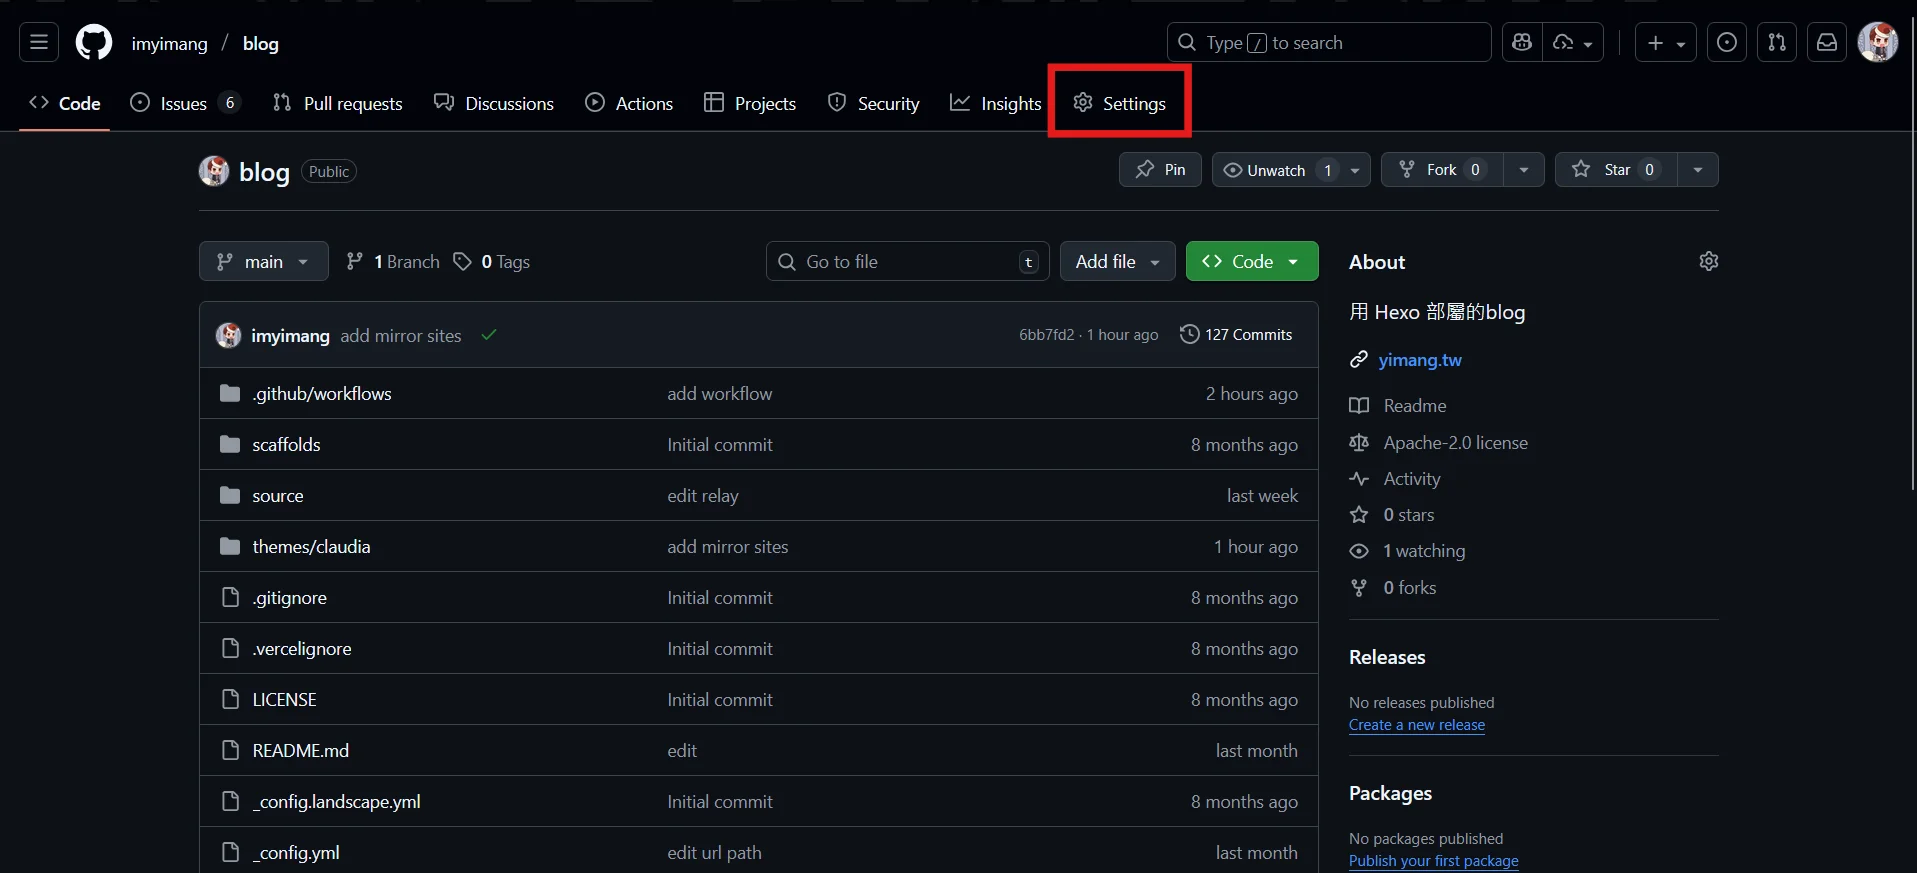 imyimang / blog
Type / to search
Code
Issues 6
Pull requests
Discussions
Actions
Projects
Security
Insights
Settings
blog Public
Pin
Unwatch 1
Fork 0
Star 0
main
1 Branch
0 Tags
Go to file t
Add file
Code
imyimang add mirror sites 6bb7fd2 · 1 hour ago 127 Commits
.github/workflows add workflow 2 hours ago
scaffolds Initial commit 8 months ago
source edit relay last week
themes/claudia add mirror sites 1 hour ago
.gitignore Initial commit 8 months ago
.vercelignore Initial commit 8 months ago
LICENSE Initial commit 8 months ago
README.md edit last month
_config.landscape.yml Initial commit 8 months ago
_config.yml edit url path last month
About
用 Hexo 部屬的blog
yimang.tw
Readme
Apache-2.0 license
Activity
0 stars
1 watching
0 forks
Releases
No releases published
Create a new release
Packages
No packages published
Publish your first package